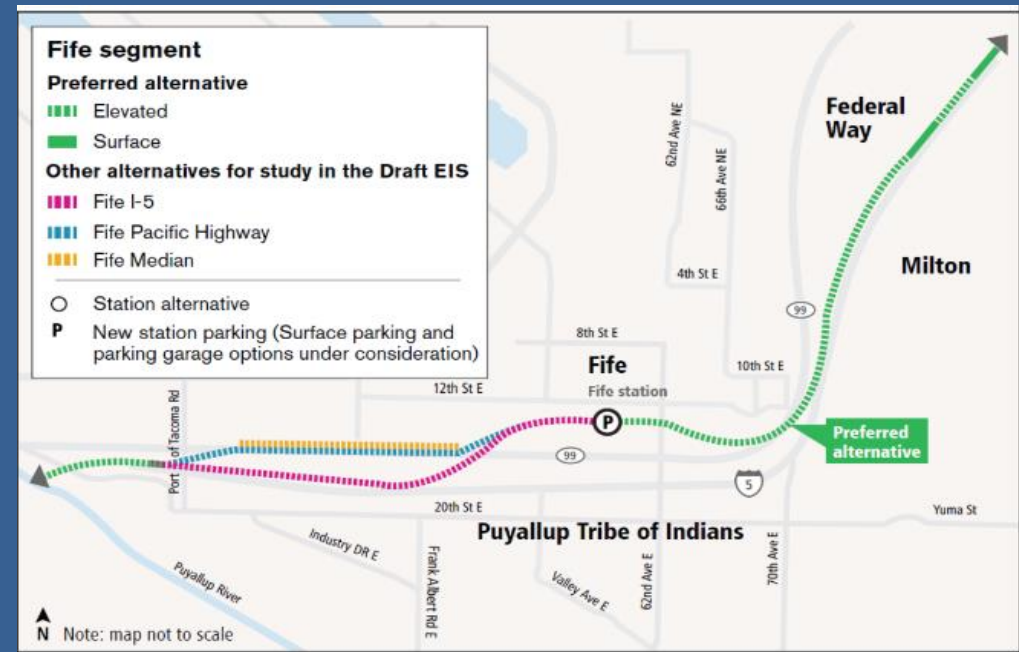 Fife segment
Preferred alternative
Elevated
Surface
Other alternatives for study in the Draft EIS
Fife I-5
Fife Pacific Highway
Fife Median
Station alternative
P New station parking (Surface parking and
parking garage options under consideration)
Federal
Way
62nd Ave NE
66th Ave NE
4th St E
Milton
99
8th St E
Fife
10th St E
12th St E
Fife station
Port of Tacoma Rd
P
Preferred
alternative
99
5
20th St E
Yuma St
Puyallup Tribe of Indians
Industry DR E
Frank Albert Rd E
Valley Ave E
62nd Ave E
70th Ave E
Puyallup River
N Note: map not to scale